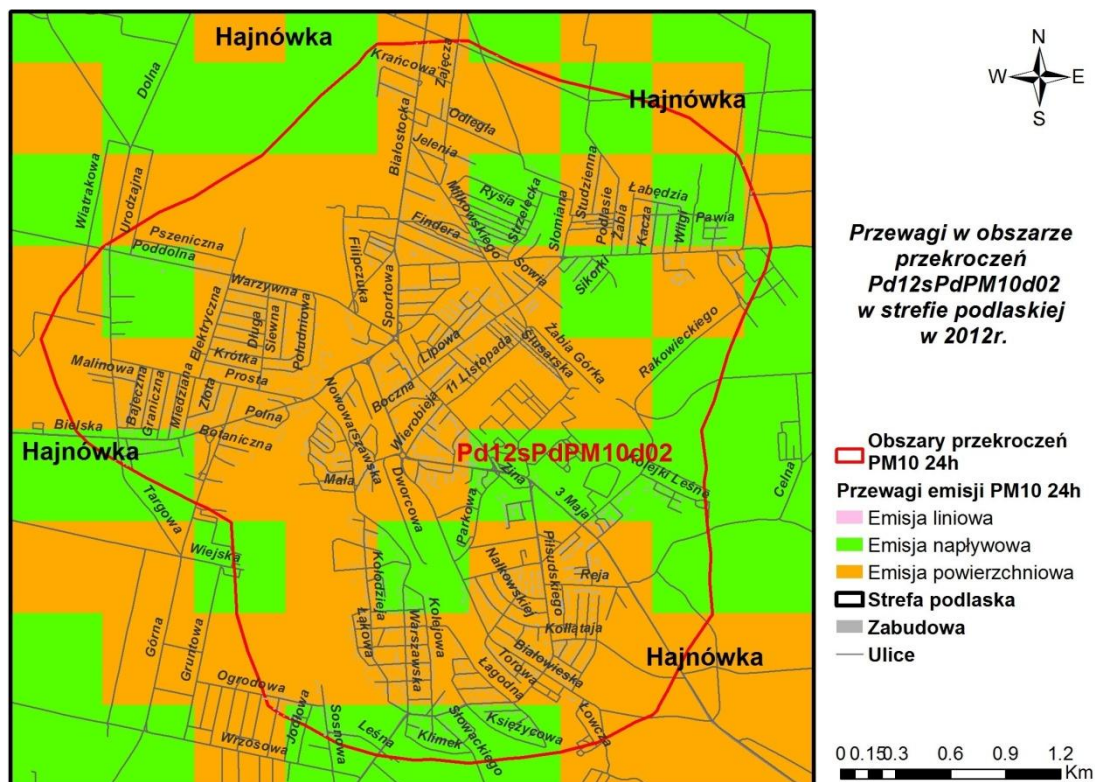 Hajnówka
Dolna
Krańcowa
Zajęcza
Hajnówka
Odległa
Białostocka
Jelenia
Wiatrakowa
Urodzajna
Miłkowskiego
Rysia
Strzelecka
Słomiana
Studzienna
Podlasie
Żabia
Łabędzia
Kacza
Wilgi
Pawia
Findera
Pszeniczna
Poddolna
Filipczuka
Sowia
Sikorki
Warzywna
Sportowa
Elektryczna
Długa
Siewna
Południowa
Lipowa
11 Listopada
Ślusarska
Żabia Górka
Rakowieckiego
Krótka
Malinowa
Prosta
Boczna
Bajeczna
Graniczna
Miedziana
Złota
Polna
Nowowarszawska
Wierobieja
Bielska
Botaniczna
Hajnówka
Pd12sPdPM10d02
Zina
Kolejki Leśne
Celna
Mała
Dworcowa
3 Maja
Targowa
Parkowa
Wiejska
Piłsudskiego
Nałkowskiej
Reja
Kołodzieja
Kolejowa
Kołłątaja
Łąkowa
Warszawska
Górna
Gruntowa
Białowieska
Hajnówka
Torowa
Łagodna
Ogrodowa
Jodłowa
Sosnowa
Leśna
Klimek
Słowackiego
Księżycowa
Łowcza
Wrzosowa
N
W E
S
Przewagi w obszarze
przekroczeń
Pd12sPdPM10d02
w strefie podlaskiej
w 2012r.
Obszary przekroczeń
PM10 24h
Przewagi emisji PM10 24h
Emisja liniowa
Emisja napływowa
Emisja powierzchniowa
Strefa podlaska
Zabudowa
Ulice
0 0.15 0.3 0.6 0.9 1.2
Km